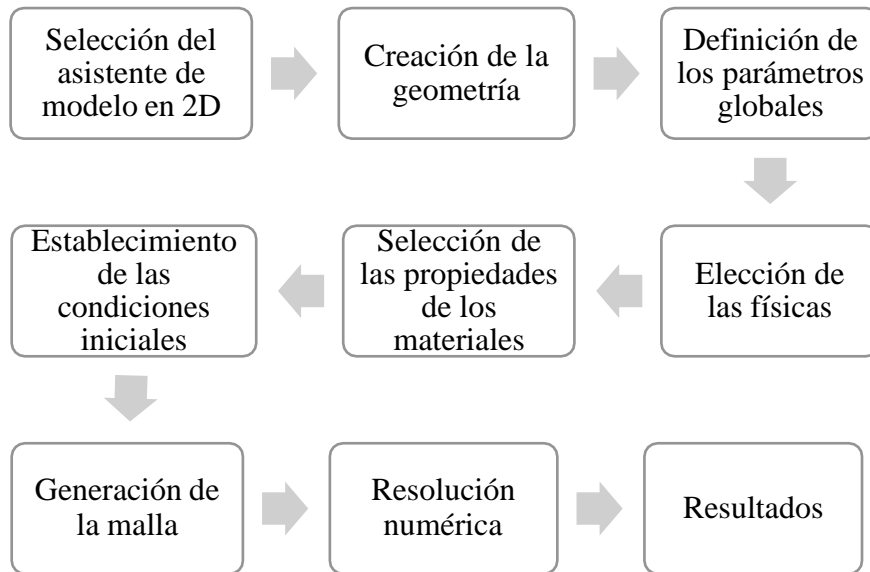 Selección del
asistente de
modelo en 2D
Creación de la
geometría
Definición de
los parámetros
globales
Elección de
las físicas
Selección de
las propiedades
de los
materiales
Establecimiento
de las
condiciones
iniciales
Generación de
la malla
Resolución
numérica
Resultados